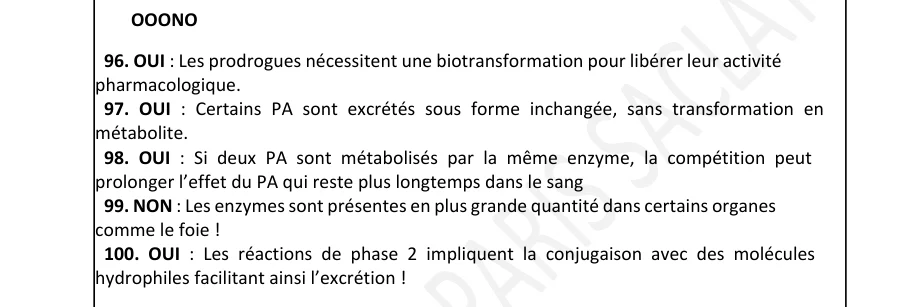 OOONO
96. OUI : Les prodrogues nécessitent une biotransformation pour libérer leur activité
pharmacologique.
97. OUI : Certains PA sont excrétés sous forme inchangée, sans transformation en
métabolite.
98. OUI : Si deux PA sont métabolisés par la même enzyme, la compétition peut
prolonger l’effet du PA qui reste plus longtemps dans le sang
99. NON : Les enzymes sont présentes en plus grande quantité dans certains organes
comme le foie !
100. OUI : Les réactions de phase 2 impliquent la conjugaison avec des molécules
hydrophiles facilitant ainsi l’excrétion !
PARIS SACLAY